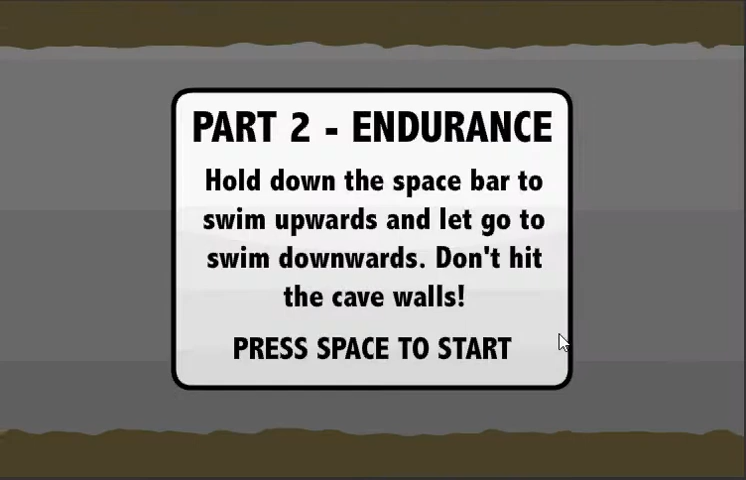 PART 2 - ENDURANCE
Hold down the space bar to
swim upwards and let go to
swim downwards. Don't hit
the cave walls!
PRESS SPACE TO START